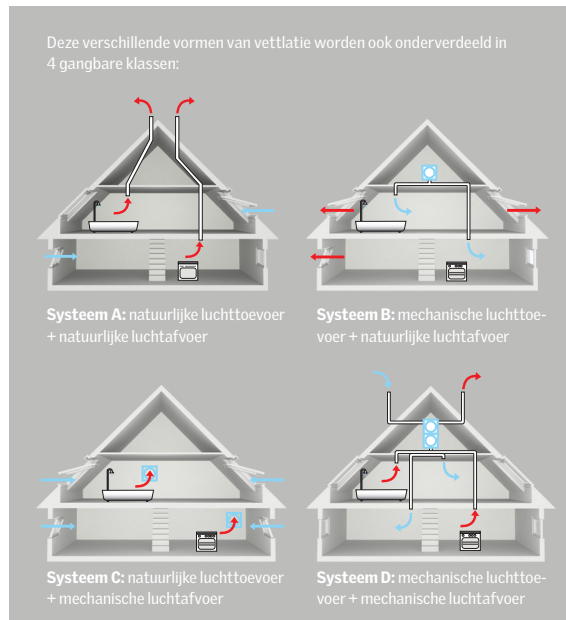 Deze verschillende vormen van vettlatie worden ook onderverdeeld in
4 gangbare klassen:
Systeem A: natuurlijke luchttoevoer
+ natuurlijke luchtafvoer
Systeem B: mechanische luchttoe-
voer + natuurlijke luchtafvoer
Systeem C: natuurlijke luchttoevoer
+ mechanische luchtafvoer
Systeem D: mechanische luchttoe-
voer + mechanische luchtafvoer